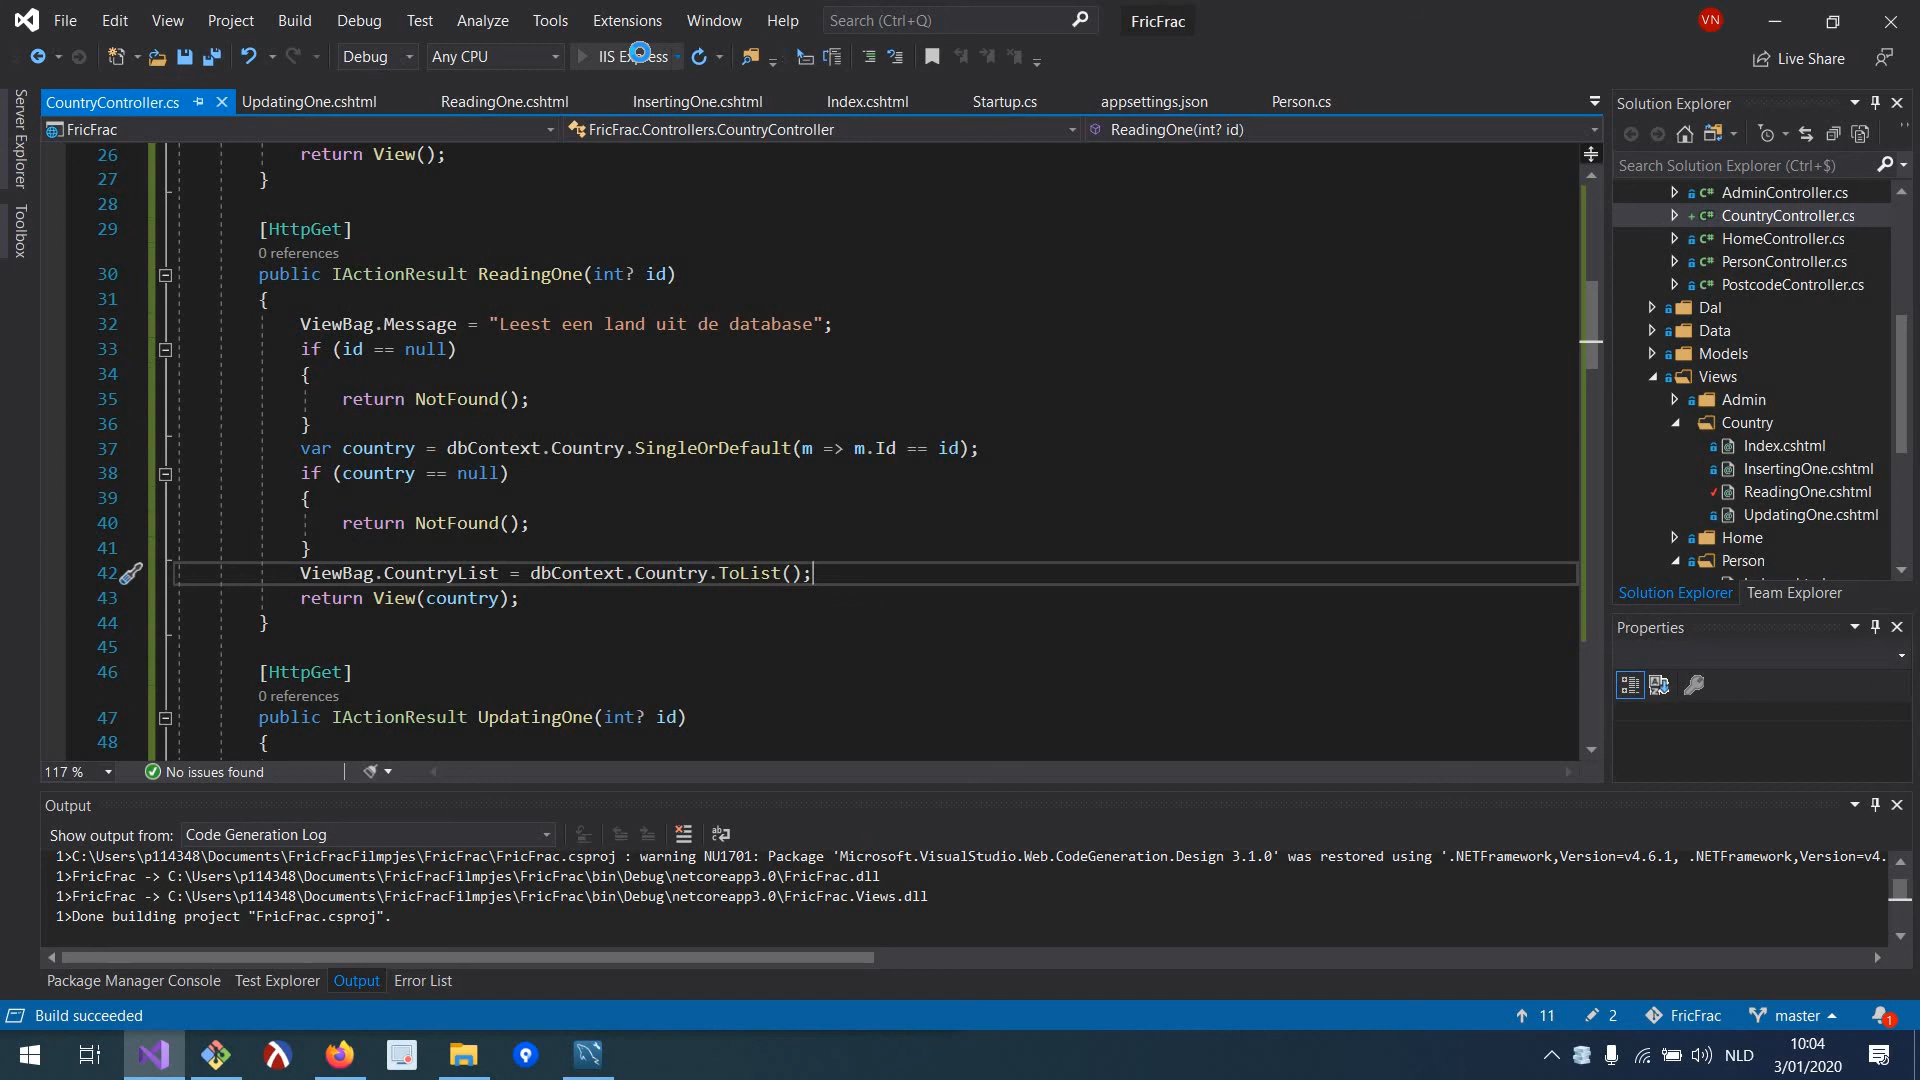 File Edit View Project Build Debug Test Analyze Tools Extensions Window Help Search (Ctrl+Q) FricFrac VN
Debug Any CPU IIS Express Live Share
CountryController.cs UpdatingOne.cshtml ReadingOne.cshtml InsertingOne.cshtml Index.cshtml Startup.cs appsettings.json Person.cs
FricFrac FricFrac.Controllers.CountryController ReadingOne(int? id)
Server Explorer
Toolbox
26 return View();
27 }
28
29 [HttpGet]
0 references
30 public IActionResult ReadingOne(int? id)
31 {
32 ViewBag.Message = "Leest een land uit de database";
33 if (id == null)
34 {
35 return NotFound();
36 }
37 var country = dbContext.Country.SingleOrDefault(m => m.Id == id);
38 if (country == null)
39 {
40 return NotFound();
41 }
42 ViewBag.CountryList = dbContext.Country.ToList();
43 return View(country);
44 }
45
46 [HttpGet]
0 references
47 public IActionResult UpdatingOne(int? id)
48 {
117 % No issues found
Solution Explorer
Search Solution Explorer (Ctrl+$)
AdminController.cs
CountryController.cs
HomeController.cs
PersonController.cs
PostcodeController.cs
Dal
Data
Models
Views
Admin
Country
Index.cshtml
InsertingOne.cshtml
ReadingOne.cshtml
UpdatingOne.cshtml
Home
Person
Solution Explorer Team Explorer
Properties
Output
Show output from: Code Generation Log
1>C:\Users\p114348\Documents\FricFracFilmpjes\FricFrac\FricFrac.csproj : warning NU1701: Package 'Microsoft.VisualStudio.Web.CodeGeneration.Design 3.1.0' was restored using '.NETFramework,Version=v4.6.1, .NETFramework,Version=v4.
1>FricFrac -> C:\Users\p114348\Documents\FricFracFilmpjes\FricFrac\bin\Debug\netcoreapp3.0\FricFrac.dll
1>FricFrac -> C:\Users\p114348\Documents\FricFracFilmpjes\FricFrac\bin\Debug\netcoreapp3.0\FricFrac.Views.dll
1>Done building project "FricFrac.csproj".
Package Manager Console Test Explorer Output Error List
Build succeeded 11 2 FricFrac master 1
NLD 10:04
3/01/2020